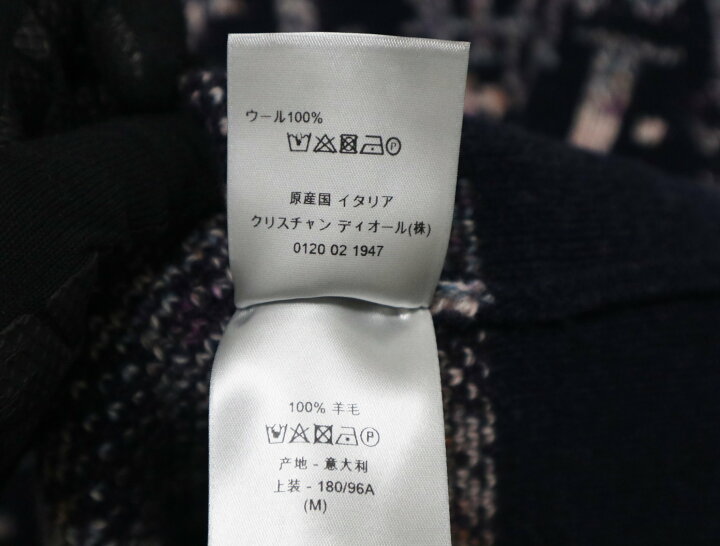 ウール100%
P
原産国 イタリア
クリスチャン ディオール(株)
0120 02 1947
100% 羊毛
P
产地 - 意大利
上装 - 180/96A
(M)